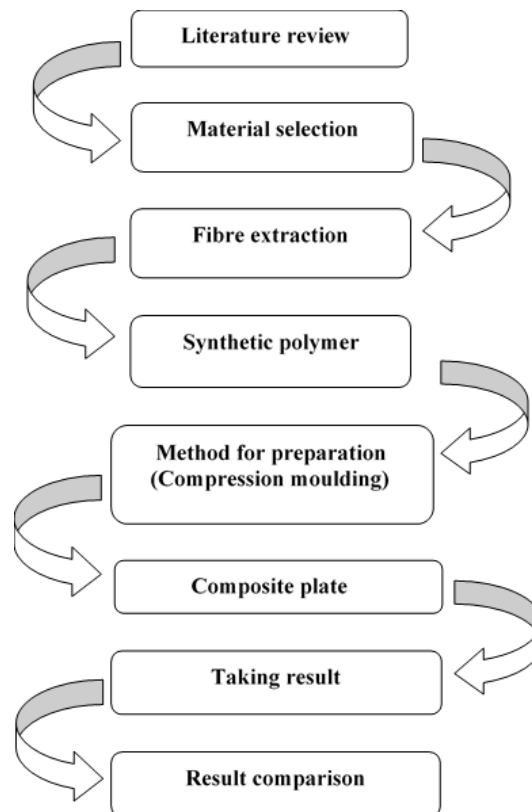 Literature review
Material selection
Fibre extraction
Synthetic polymer
Method for preparation
(Compression moulding)
Composite plate
Taking result
Result comparison